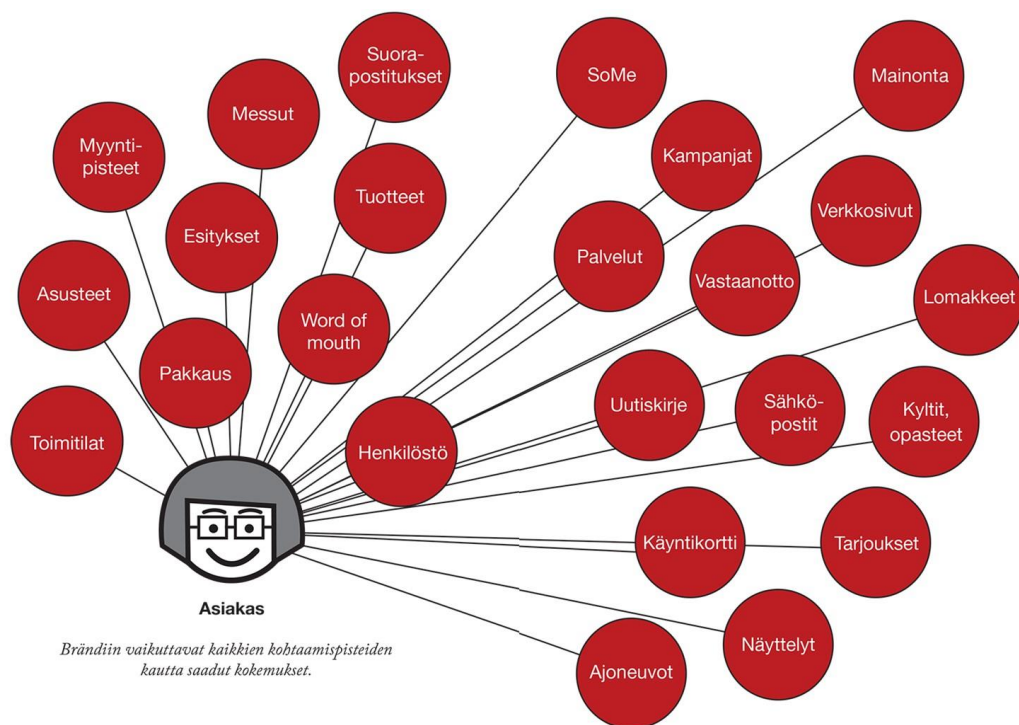 Suora-
postitukset
SoMe
Mainonta
Messut
Myynti-
pisteet
Kampanjat
Tuotteet
Verkkosivut
Esitykset
Palvelut
Vastaanotto
Asusteet
Lomakkeet
Word of
mouth
Pakkaus
Uutiskirje
Sähkö-
postit
Kyltit,
opasteet
Toimitilat
Henkilöstö
Käyntikortti
Tarjoukset
Asiakas
Näyttelyt
Ajoneuvot
Brändiin vaikuttavat kaikkien kohtaamispisteiden
kautta saadut kokemukset.